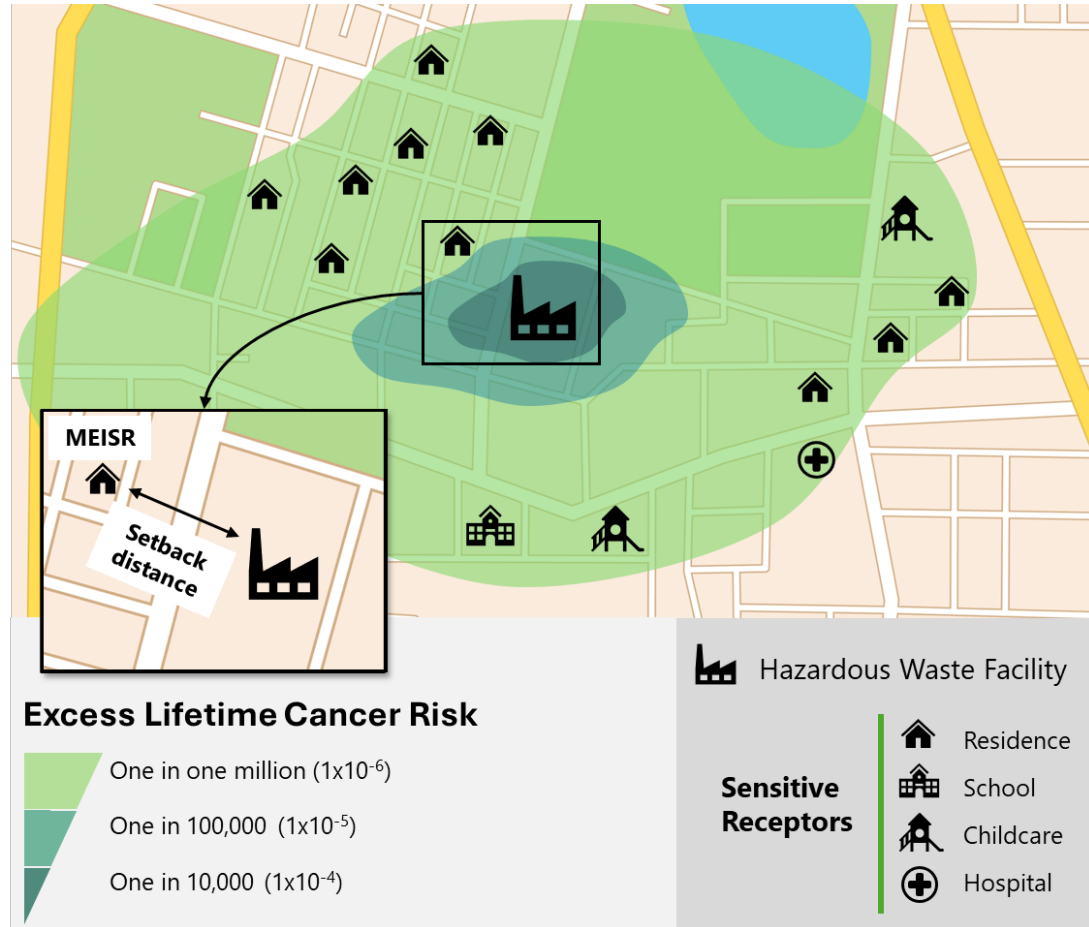 MEISR
Setback
distance
Excess Lifetime Cancer Risk
One in one million (1x10⁻⁶)
One in 100,000 (1x10⁻⁵)
One in 10,000 (1x10⁻⁴)
Hazardous Waste Facility
Sensitive
Receptors
Residence
School
Childcare
Hospital